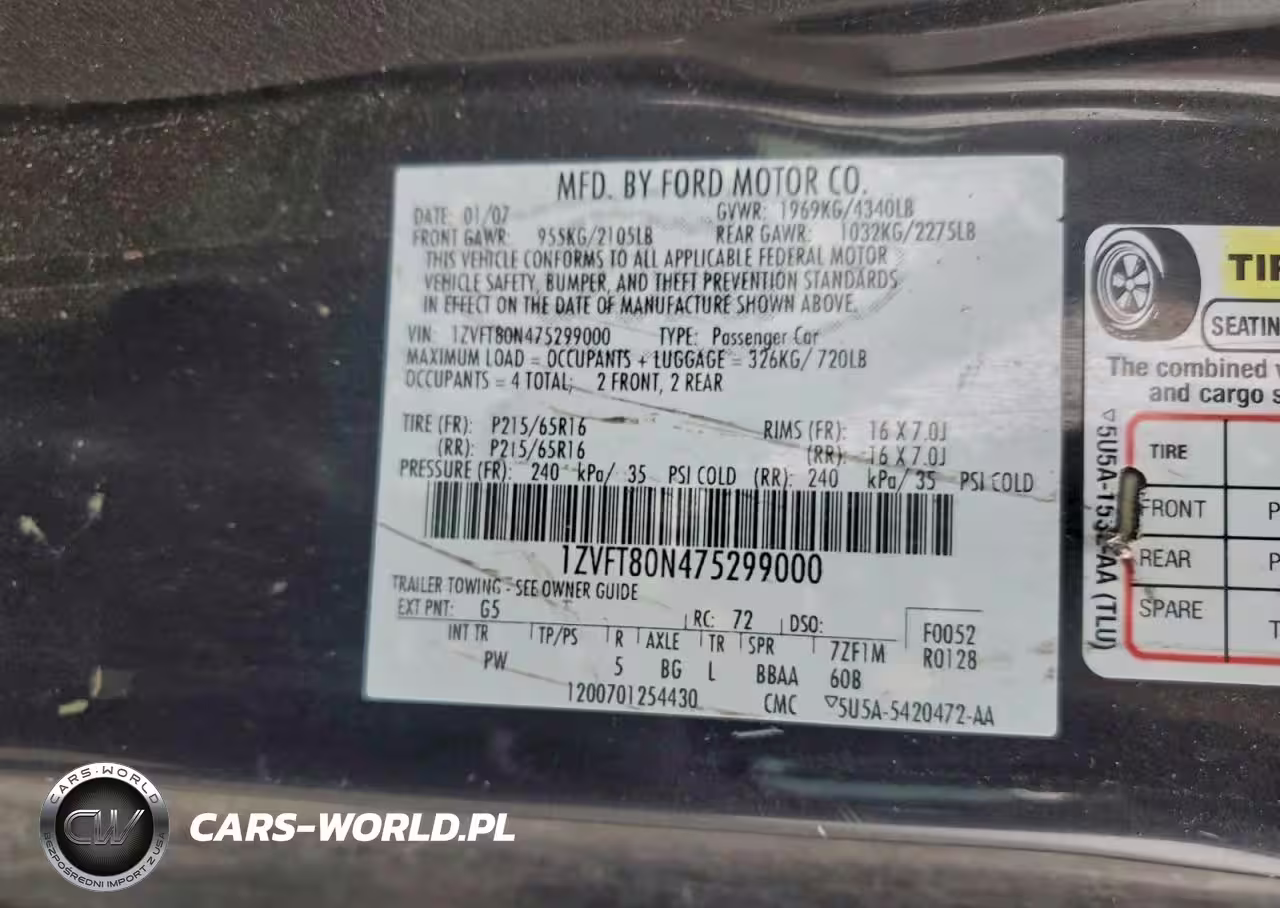 MFD. BY FORD MOTOR CO.
DATE: 01/07 GVWR: 1969KG/4340LB
FRONT GAWR: 955KG/2105LB REAR GAWR: 1032KG/2275LB
THIS VEHICLE CONFORMS TO ALL APPLICABLE FEDERAL MOTOR
VEHICLE SAFETY, BUMPER, AND THEFT PREVENTION STANDARDS
IN EFFECT ON THE DATE OF MANUFACTURE SHOWN ABOVE.
VIN: 1ZVFT80N475299000 TYPE: Passenger Car
MAXIMUM LOAD = OCCUPANTS + LUGGAGE = 326KG/ 720LB
OCCUPANTS = 4 TOTAL; 2 FRONT, 2 REAR
TIRE (FR): P215/65R16 RIMS (FR): 16 X 7.0J
(RR): P215/65R16 (RR): 16 X 7.0J
PRESSURE (FR): 240 kPa/ 35 PSI COLD (RR): 240 kPa/ 35 PSI COLD
1ZVFT80N475299000
TRAILER TOWING - SEE OWNER GUIDE
EXT PNT: G5 RC: 72 DSO: F0052
INT TR TP/PS R AXLE TR SPR 7ZF1M R0128
PW 5 BG L BBAA 60B
1200701254430 CMC ▽5U5A-5420472-AA
SEATIN
The combined
and cargo s
TIRE
FRONT P
REAR P
SPARE T
CARS-WORLD
CW
BEZPOŚREDNI IMPORT Z USA
CARS-WORLD.PL